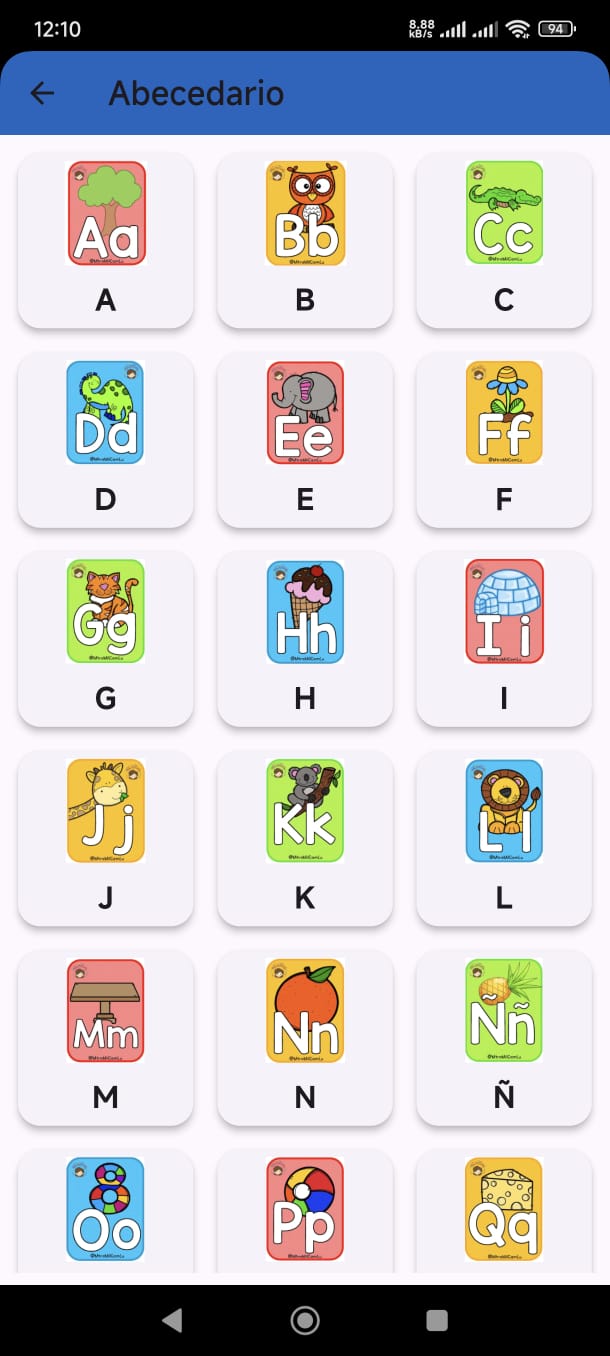 12:10
8.88
kB/s
94
Abecedario
Aa
Bb
Cc
A
B
C
Dd
Ee
Ff
D
E
F
Gg
Hh
Ii
G
H
I
Jj
Kk
Ll
J
K
L
Mm
Nn
Ññ
M
N
Ñ
Oo
Pp
Qq